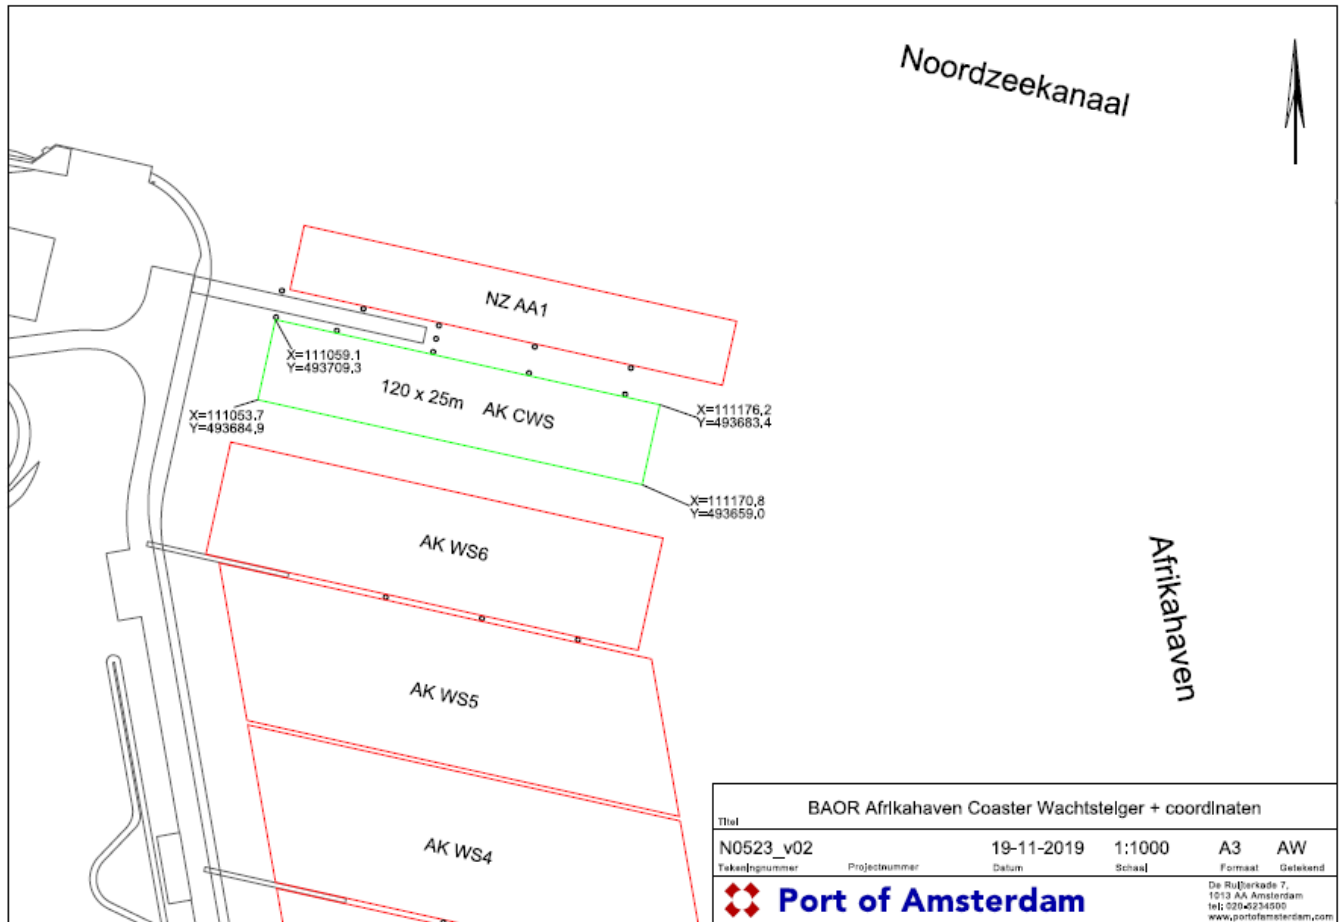 Noordzeekanaal
NZ AA1
X=111059.1
Y=493709.3
120 x 25m AK CWS
X=111176.2
Y=493683.4
X=111053.7
Y=493684.9
X=111170.8
Y=493659.0
AK WS6
Afrikahaven
AK WS5
AK WS4
BAOR Afrikahaven Coaster Wachtsteiger + coordinaten
Titel
N0523_v02 19-11-2019 1:1000 A3 AW
Tekeningnummer Projectnummer Datum Schaal Formaat Getekend
Port of Amsterdam
De Ruijterkade 7,
1013 AA Amsterdam
tel: 020-5234500
www.portofamsterdam.com